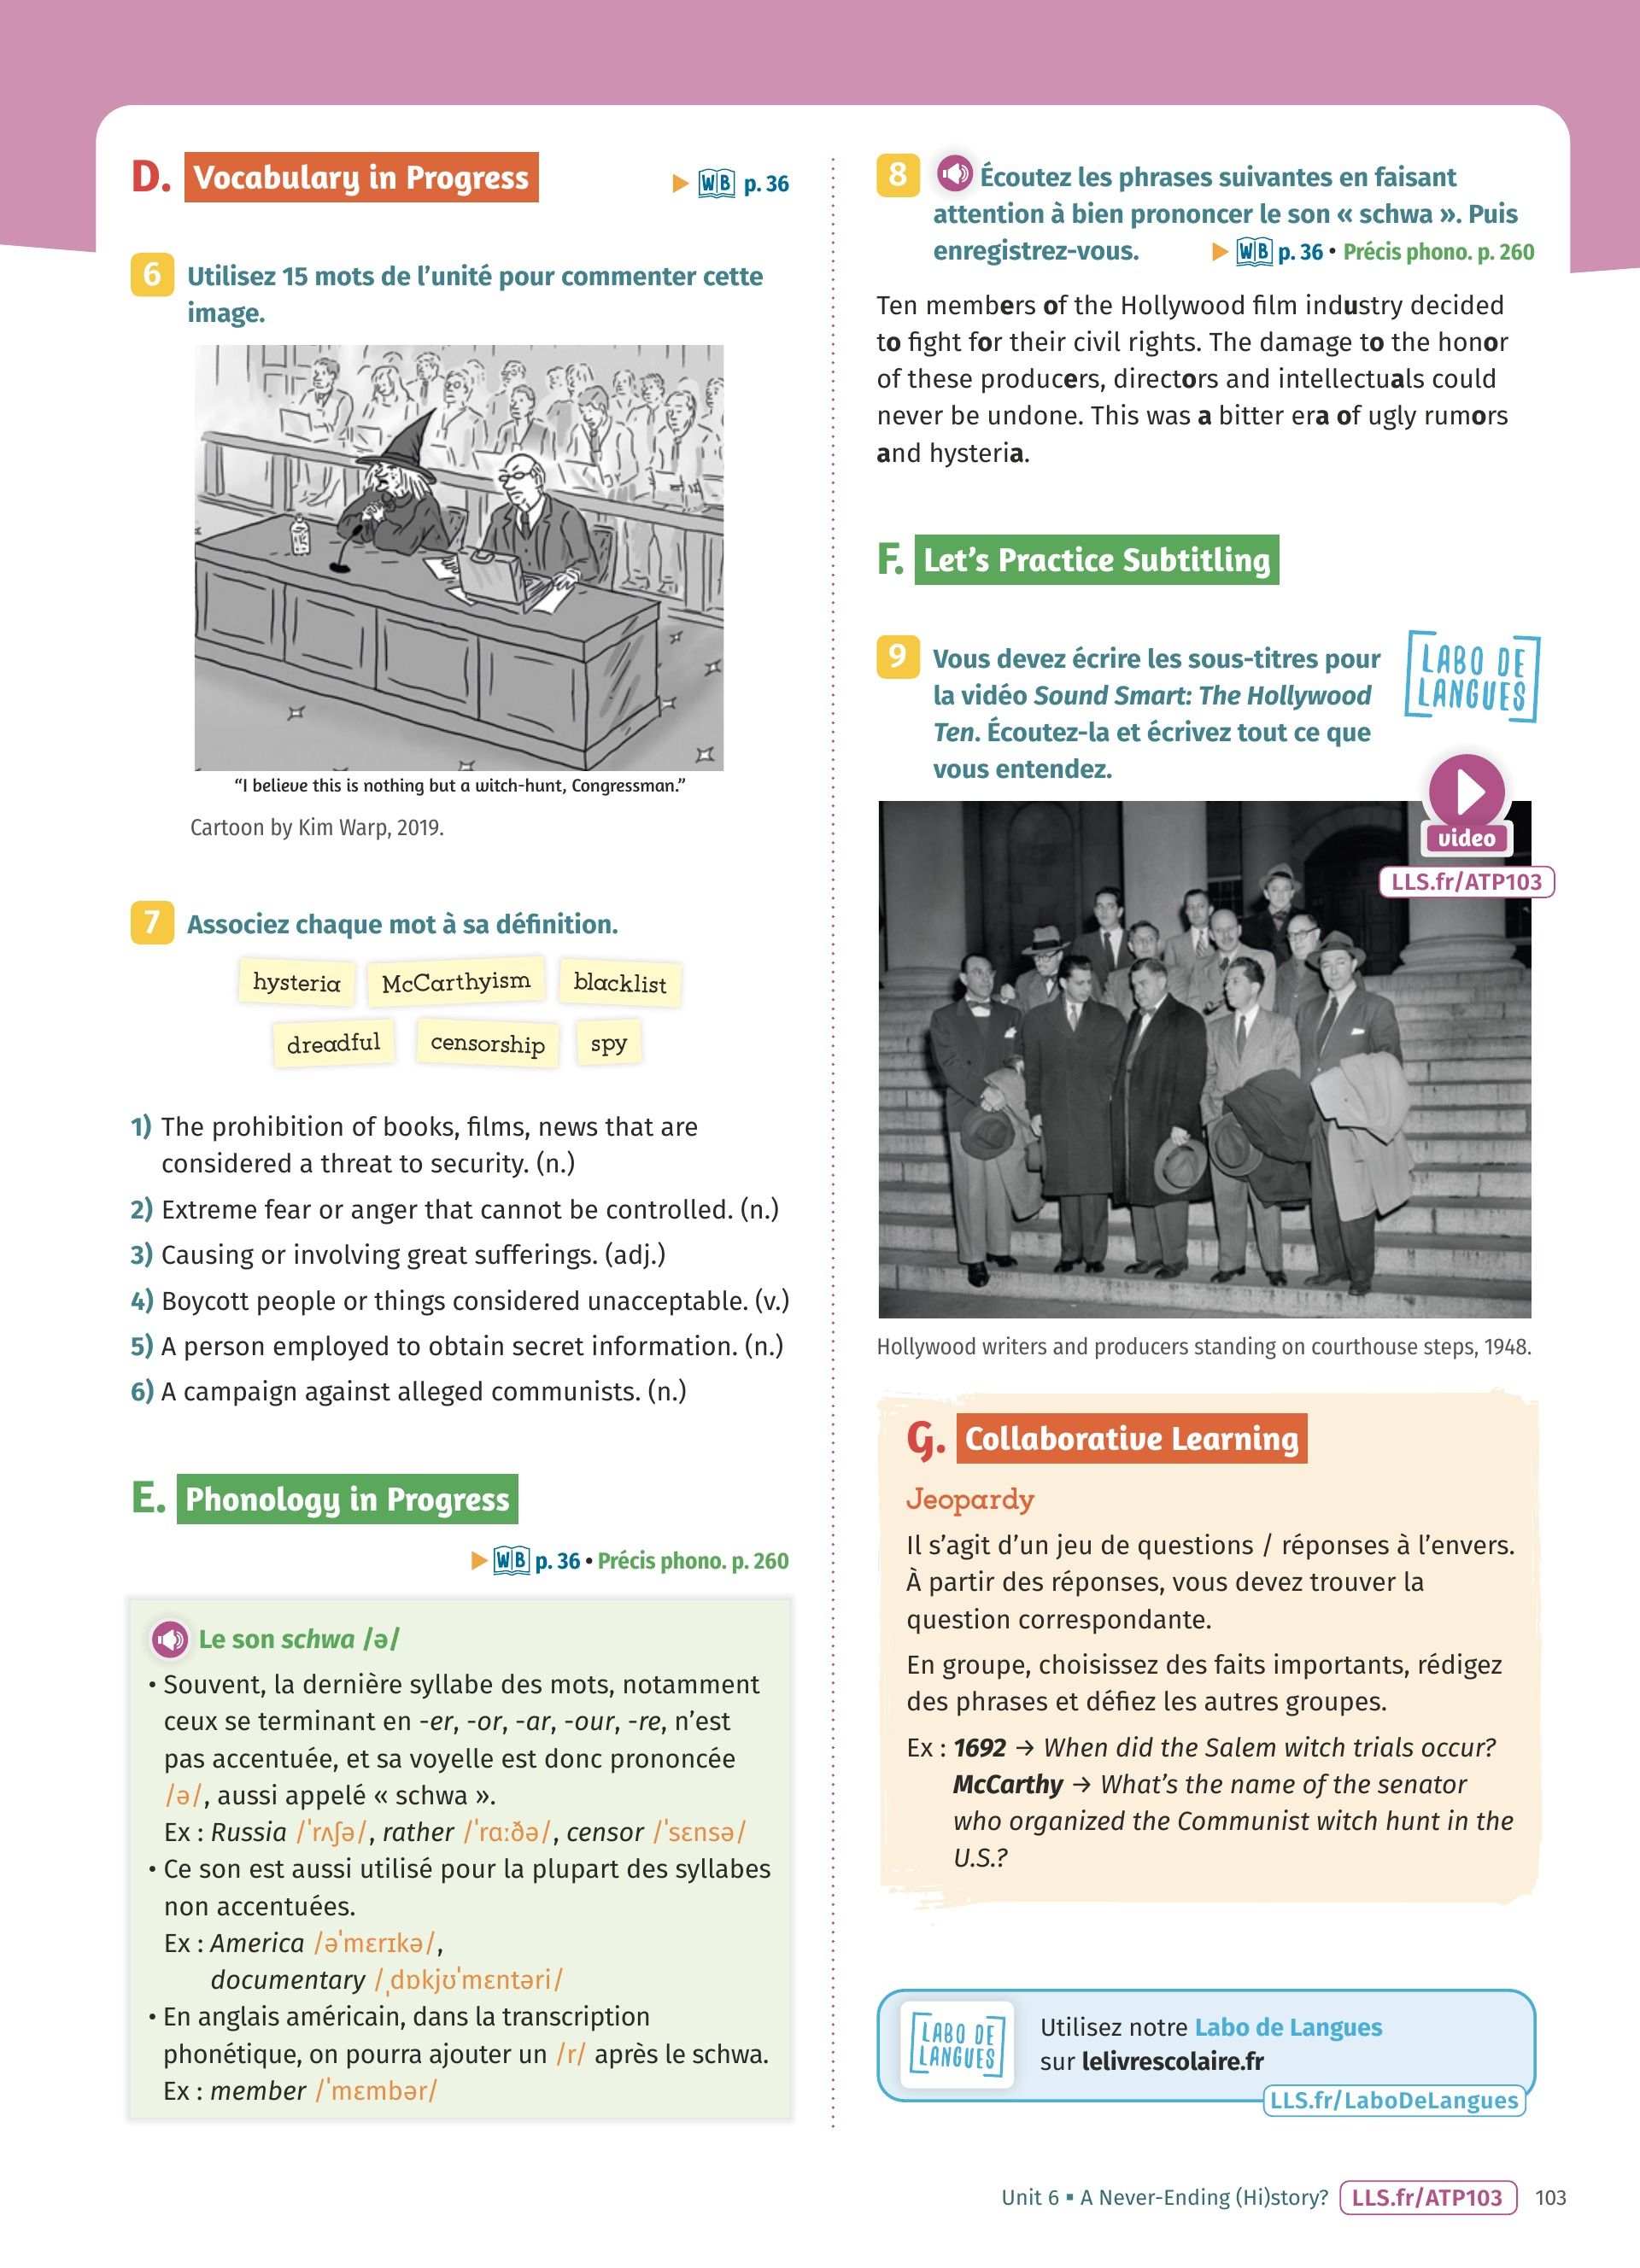 D. Vocabulary in Progress
WB p. 36
6 Utilisez 15 mots de l’unité pour commenter cette
image.
“I believe this is nothing but a witch-hunt, Congressman.”
Cartoon by Kim Warp, 2019.
7 Associez chaque mot à sa définition.
hysteria McCarthyism blacklist
dreadful censorship spy
1) The prohibition of books, films, news that are
considered a threat to security. (n.)
2) Extreme fear or anger that cannot be controlled. (n.)
3) Causing or involving great sufferings. (adj.)
4) Boycott people or things considered unacceptable. (v.)
5) A person employed to obtain secret information. (n.)
6) A campaign against alleged communists. (n.)
E. Phonology in Progress
WB p. 36 • Précis phono. p. 260
Le son schwa /ə/
• Souvent, la dernière syllabe des mots, notamment
ceux se terminant en -er, -or, -ar, -our, -re, n’est
pas accentuée, et sa voyelle est donc prononcée
/ə/, aussi appelé « schwa ».
Ex : Russia /ˈrʌʃə/, rather /ˈrɑːðə/, censor /ˈsɛnsə/
• Ce son est aussi utilisé pour la plupart des syllabes
non accentuées.
Ex : America /əˈmɛrɪkə/,
documentary /ˌdɒkjʊˈmɛntəri/
• En anglais américain, dans la transcription
phonétique, on pourra ajouter un /r/ après le schwa.
Ex : member /ˈmɛmbər/
8 Écoutez les phrases suivantes en faisant
attention à bien prononcer le son « schwa ». Puis
enregistrez-vous. WB p. 36 • Précis phono. p. 260
Ten members of the Hollywood film industry decided
to fight for their civil rights. The damage to the honor
of these producers, directors and intellectuals could
never be undone. This was a bitter era of ugly rumors
and hysteria.
F. Let’s Practice Subtitling
9 Vous devez écrire les sous-titres pour
la vidéo Sound Smart: The Hollywood
Ten. Écoutez-la et écrivez tout ce que
vous entendez.
LABO DE
LANGUES
video
LLS.fr/ATP103
Hollywood writers and producers standing on courthouse steps, 1948.
G. Collaborative Learning
Jeopardy
Il s’agit d’un jeu de questions / réponses à l’envers.
À partir des réponses, vous devez trouver la
question correspondante.
En groupe, choisissez des faits importants, rédigez
des phrases et défiez les autres groupes.
Ex : 1692 → When did the Salem witch trials occur?
McCarthy → What’s the name of the senator
who organized the Communist witch hunt in the
U.S.?
LABO DE
LANGUES
Utilisez notre Labo de Langues
sur lelivrescolaire.fr
LLS.fr/LaboDeLangues
Unit 6 ▪ A Never-Ending (Hi)story? LLS.fr/ATP103 103